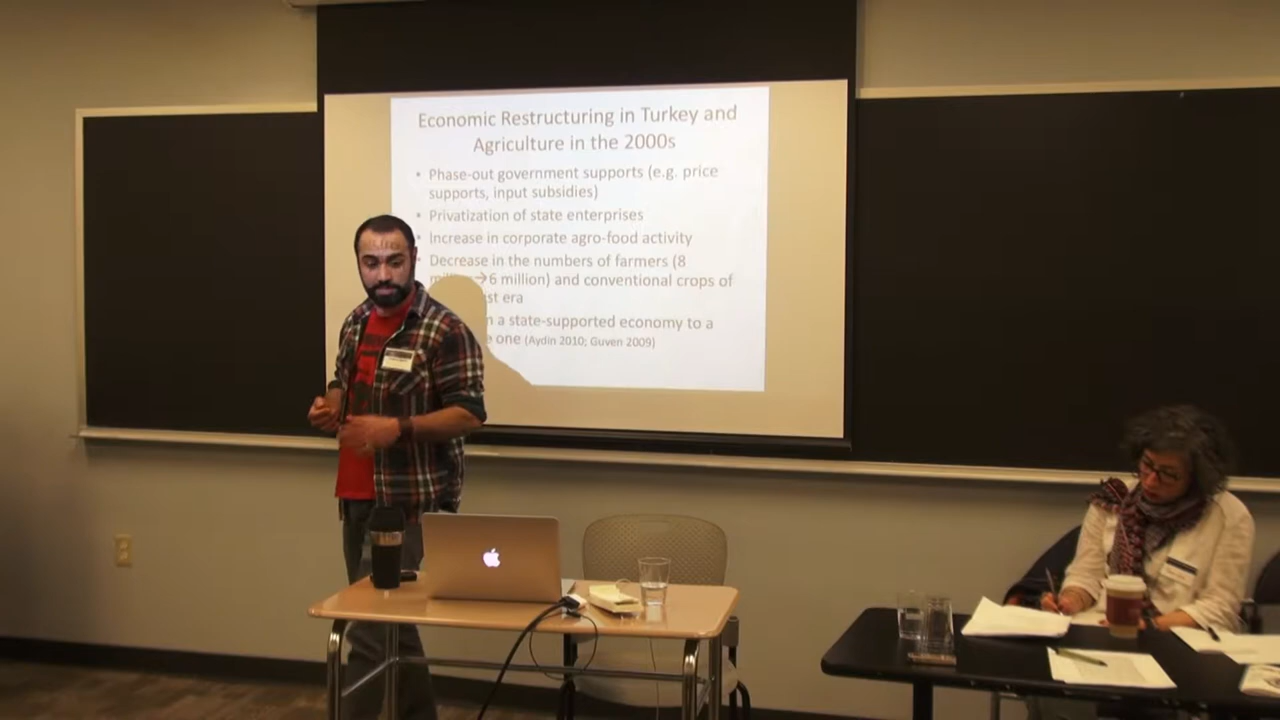 Economic Restructuring in Turkey and
Agriculture in the 2000s
• Phase-out government supports (e.g. price
supports, input subsidies)
• Privatization of state enterprises
• Increase in corporate agro-food activity
• Decrease in the numbers of farmers (8
→6 million) and conventional crops of
era
a state-supported economy to a
one (Aydin 2010; Guven 2009)